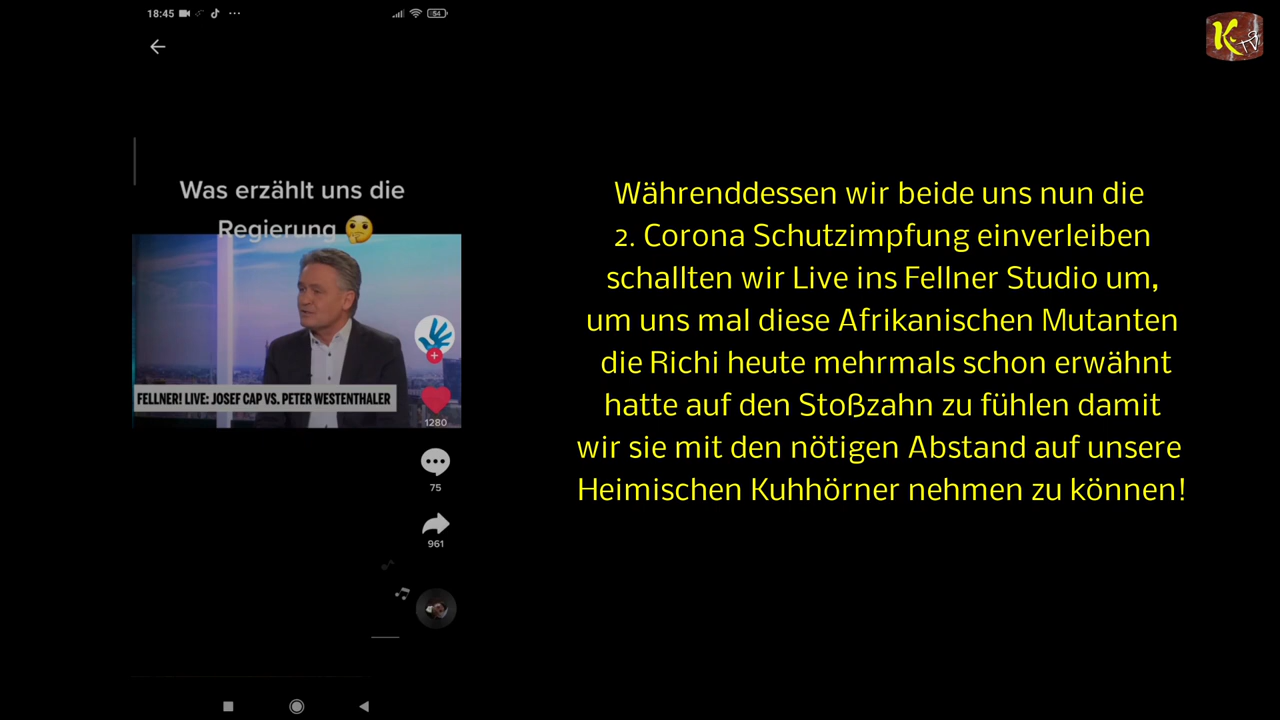 18:45
54
Was erzählt uns die
Regierung 🤔
FELLNER! LIVE: JOSEF CAP VS. PETER WESTENTHALER
1280
75
961
K TV
Währenddessen wir beide uns nun die
2. Corona Schutzimpfung einverleiben
schallten wir Live ins Fellner Studio um,
um uns mal diese Afrikanischen Mutanten
die Richi heute mehrmals schon erwähnt
hatte auf den Stoßzahn zu fühlen damit
wir sie mit den nötigen Abstand auf unsere
Heimischen Kuhhörner nehmen zu können!